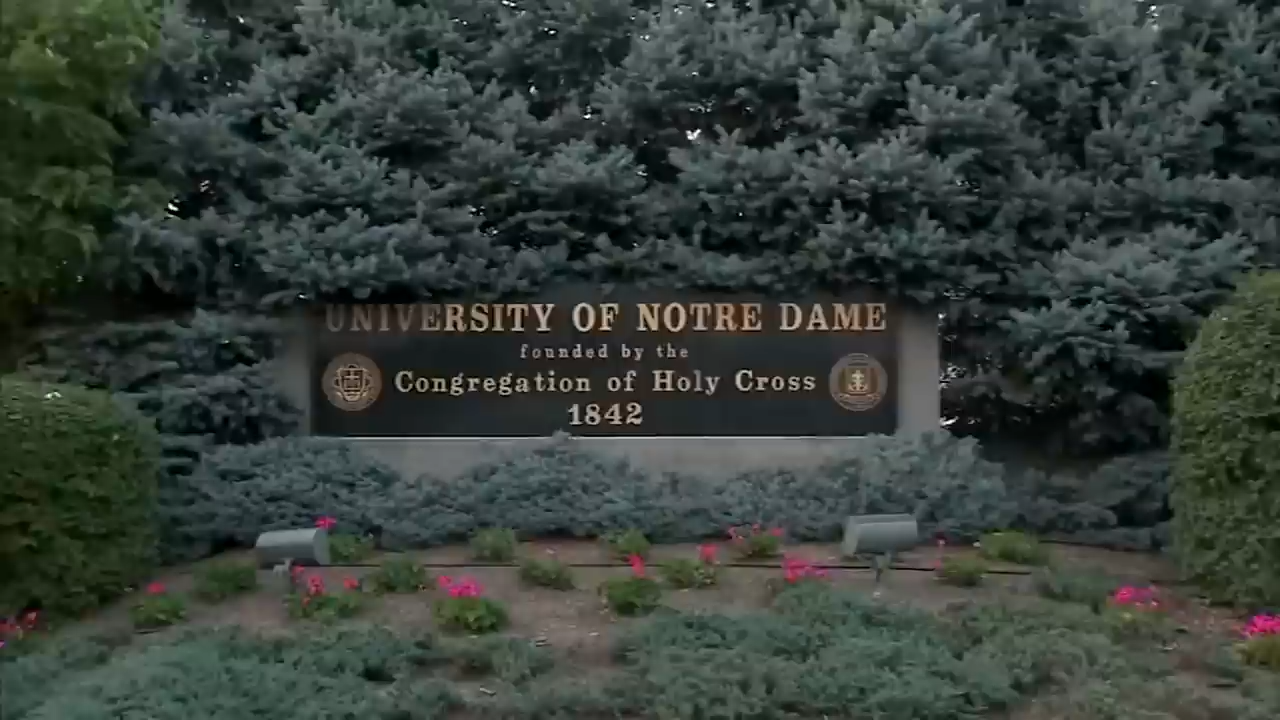 UNIVERSITY OF NOTRE DAME
founded by the
Congregation of Holy Cross
1842